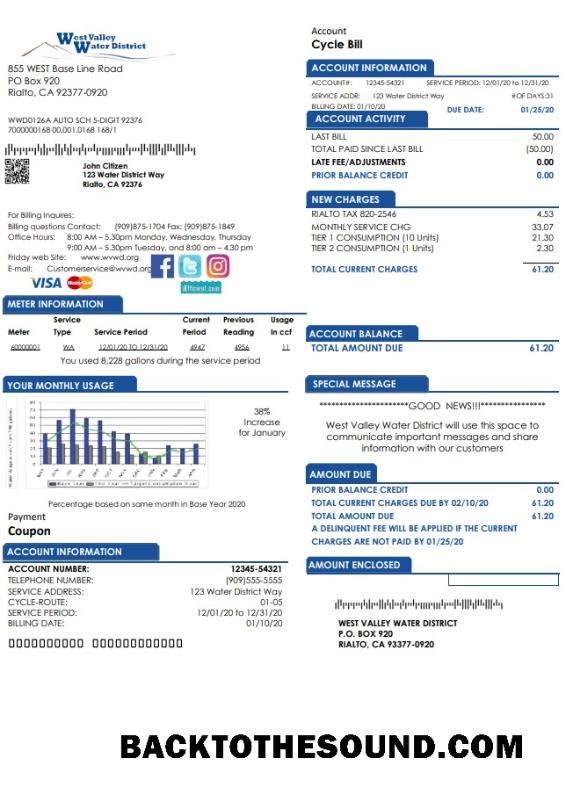 West Valley
Water District
855 WEST Base Line Road
PO Box 920
Rialto, CA 92377-0920
WWD0126A AUTO SCH 5-DIGIT 92376
7000000168 00.001.0168 168/1
John Citizen
123 Water District Way
Rialto, CA 92376
For Billing Inquires:
Billing questions Contact: (909)875-1704 Fax: (909)875-1849
Office Hours: 8:00 AM – 5.30pm Monday, Wednesday, Thursday
9:00 AM – 5.30pm Tuesday, and 8:00 am – 4.30 pm
Friday web Site: www.wvwd.org
E-mail: Customerservice@wvwd.org
VISA MasterCard
METER INFORMATION
Service Current Previous Usage
Meter Type Service Period Period Reading In ccf
60000001 WA 12/01/20 TO 12/31/20 4947 4956 11
You used 8,228 gallons during the service period
YOUR MONTHLY USAGE
38%
Increase
for January
Percentage based on same month in Base Year 2020
Payment
Coupon
ACCOUNT INFORMATION
ACCOUNT NUMBER: 12345-54321
TELEPHONE NUMBER: (909)555-5555
SERVICE ADDRESS: 123 Water District Way
CYCLE-ROUTE: 01-05
SERVICE PERIOD: 12/01/20 to 12/31/20
BILLING DATE: 01/10/20
Account
Cycle Bill
ACCOUNT INFORMATION
ACCOUNT#: 12345-54321 SERVICE PERIOD: 12/01/20 to 12/31/20
SERVICE ADDR: 123 Water District Way #OF DAYS:31
BILLING DATE: 01/10/20 DUE DATE: 01/25/20
ACCOUNT ACTIVITY
LAST BILL 50.00
TOTAL PAID SINCE LAST BILL (50.00)
LATE FEE/ADJUSTMENTS 0.00
PRIOR BALANCE CREDIT 0.00
NEW CHARGES
RIALTO TAX 820-2546 4.53
MONTHLY SERVICE CHG 33.07
TIER 1 CONSUMPTION (10 Units) 21.30
TIER 2 CONSUMPTION (1 Units) 2.30
TOTAL CURRENT CHARGES 61.20
ACCOUNT BALANCE
TOTAL AMOUNT DUE 61.20
SPECIAL MESSAGE
**********************GOOD NEWS!!!****************
West Valley Water District will use this space to
communicate important messages and share
information with our customers
AMOUNT DUE
PRIOR BALANCE CREDIT 0.00
TOTAL CURRENT CHARGES DUE BY 02/10/20 61.20
TOTAL AMOUNT DUE 61.20
A DELINQUENT FEE WILL BE APPLIED IF THE CURRENT
CHARGES ARE NOT PAID BY 01/25/20
AMOUNT ENCLOSED
WEST VALLEY WATER DISTRICT
P.O. BOX 920
RIALTO, CA 93377-0920
BACKTOTHESOUND.COM